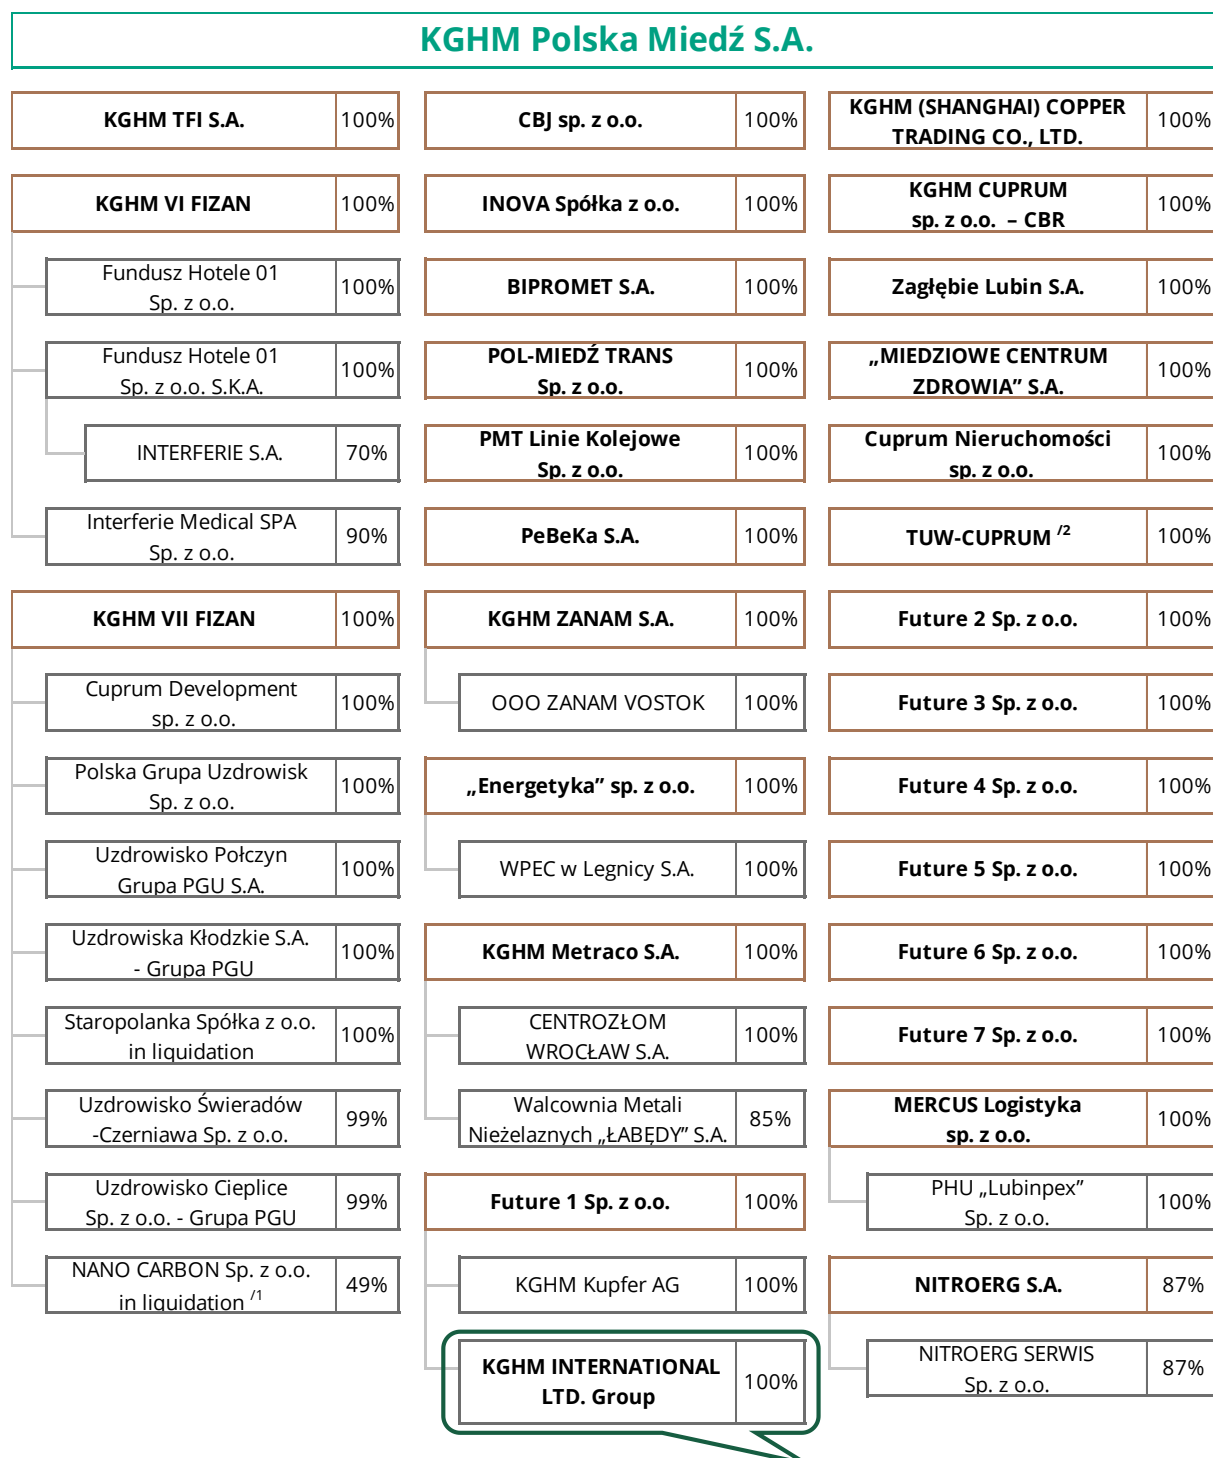 KGHM Polska Miedź S.A.
KGHM TFI S.A.
100%
KGHM VI FIZAN
100%
Fundusz Hotele 01
Sp. z o.o.
100%
Fundusz Hotele 01
Sp. z o.o. S.K.A.
100%
INTERFERIE S.A.
70%
Interferie Medical SPA
Sp. z o.o.
90%
KGHM VII FIZAN
100%
Cuprum Development
sp. z o.o.
100%
Polska Grupa Uzdrowisk
Sp. z o.o.
100%
Uzdrowisko Połczyn
Grupa PGU S.A.
100%
Uzdrowiska Kłodzkie S.A.
- Grupa PGU
100%
Staropolanka Spółka z o.o.
in liquidation
100%
Uzdrowisko Świeradów
-Czerniawa Sp. z o.o.
99%
Uzdrowisko Cieplice
Sp. z o.o. - Grupa PGU
99%
NANO CARBON Sp. z o.o.
in liquidation /1
49%
CBJ sp. z o.o.
100%
INOVA Spółka z o.o.
100%
BIPROMET S.A.
100%
POL-MIEDŹ TRANS
Sp. z o.o.
100%
PMT Linie Kolejowe
Sp. z o.o.
100%
PeBeKa S.A.
100%
KGHM ZANAM S.A.
100%
OOO ZANAM VOSTOK
100%
„Energetyka” sp. z o.o.
100%
WPEC w Legnicy S.A.
100%
KGHM Metraco S.A.
100%
CENTROZŁOM
WROCŁAW S.A.
100%
Walcownia Metali
Nieżelaznych „ŁABĘDY” S.A.
85%
Future 1 Sp. z o.o.
100%
KGHM Kupfer AG
100%
KGHM INTERNATIONAL
LTD. Group
100%
KGHM (SHANGHAI) COPPER
TRADING CO., LTD.
100%
KGHM CUPRUM
sp. z o.o. – CBR
100%
Zagłębie Lubin S.A.
100%
„MIEDZIOWE CENTRUM
ZDROWIA” S.A.
100%
Cuprum Nieruchomości
sp. z o.o.
100%
TUW-CUPRUM /2
100%
Future 2 Sp. z o.o.
100%
Future 3 Sp. z o.o.
100%
Future 4 Sp. z o.o.
100%
Future 5 Sp. z o.o.
100%
Future 6 Sp. z o.o.
100%
Future 7 Sp. z o.o.
100%
MERCUS Logistyka
sp. z o.o.
100%
PHU „Lubinpex”
Sp. z o.o.
100%
NITROERG S.A.
87%
NITROERG SERWIS
Sp. z o.o.
87%